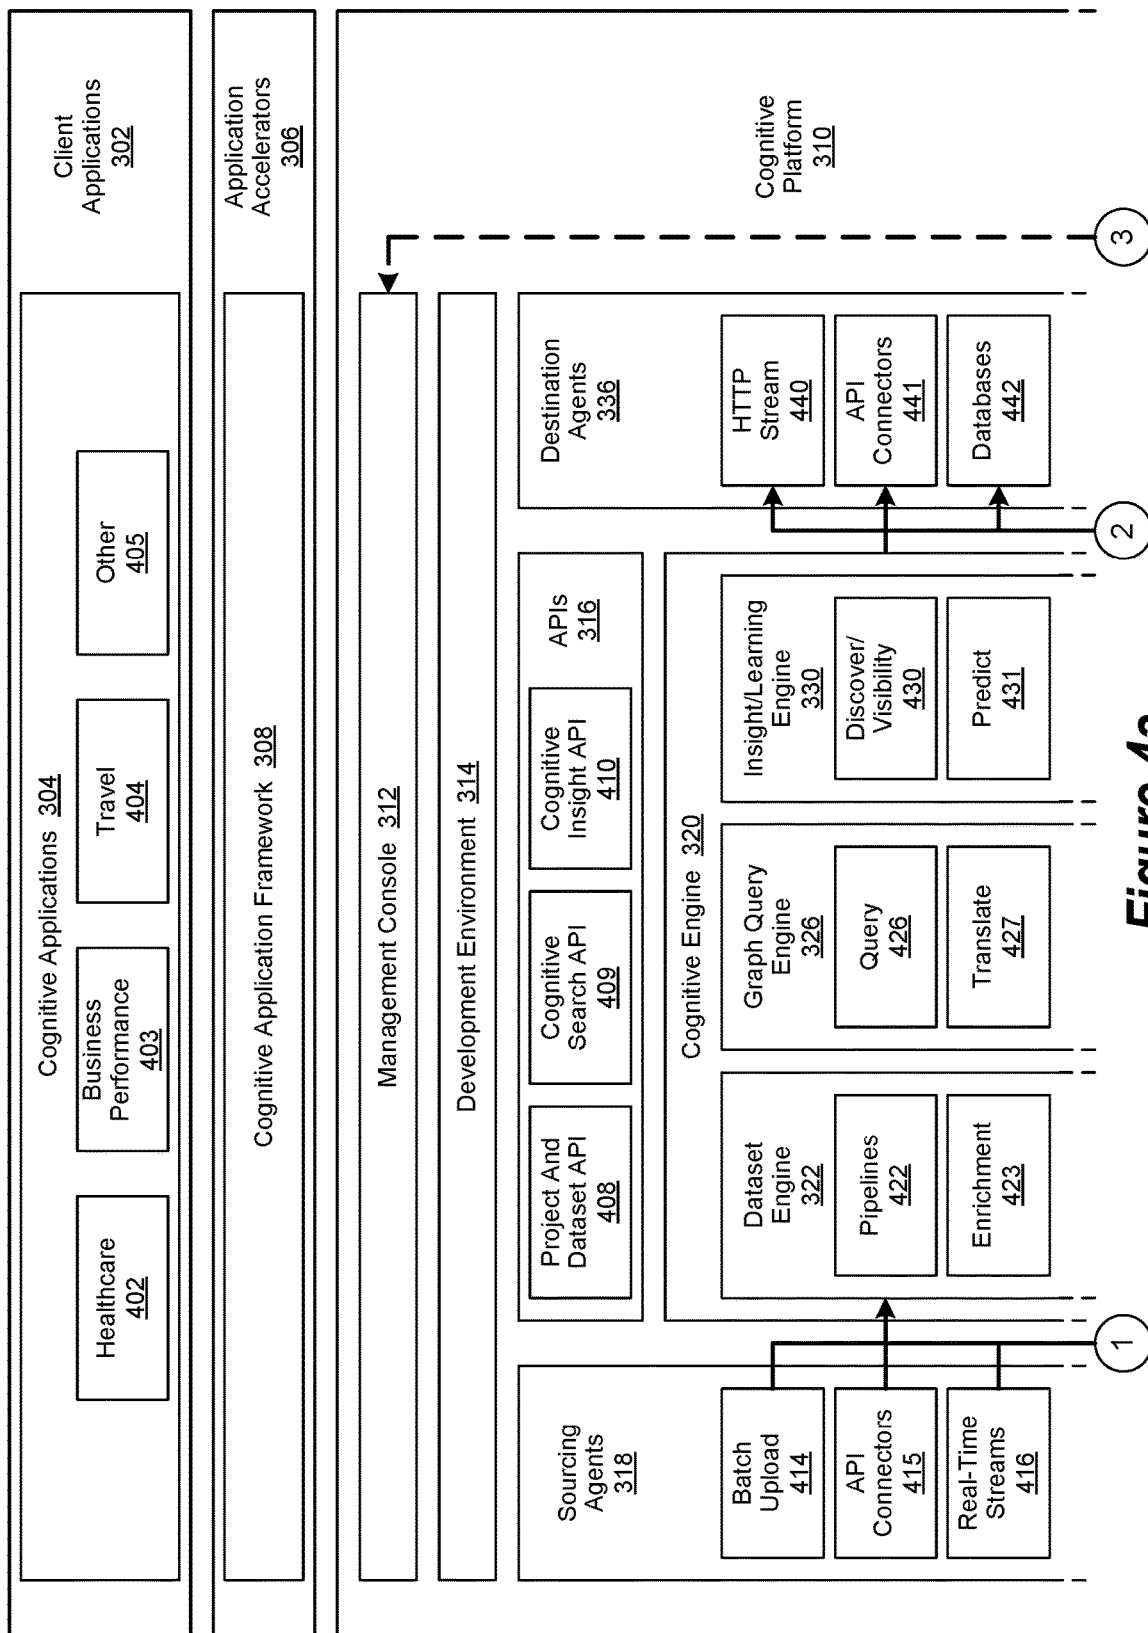 Cognitive Applications 304
Client
Applications
302
Healthcare
402
Business
Performance
403
Travel
404
Other
405
Cognitive Application Framework 308
Application
Accelerators
306
Management Console 312
Development Environment 314
Cognitive
Platform
310
Sourcing
Agents
318
Project And
Dataset API
408
Cognitive
Search API
409
Cognitive
Insight API
410
APIs
316
Destination
Agents
336
Cognitive Engine 320
Batch
Upload
414
API
Connectors
415
Real-Time
Streams
416
Dataset
Engine
322
Pipelines
422
Enrichment
423
Graph Query
Engine
326
Query
426
Translate
427
Insight/Learning
Engine
330
Discover/
Visibility
430
Predict
431
HTTP
Stream
440
API
Connectors
441
Databases
442
1
2
3
Figure 4a